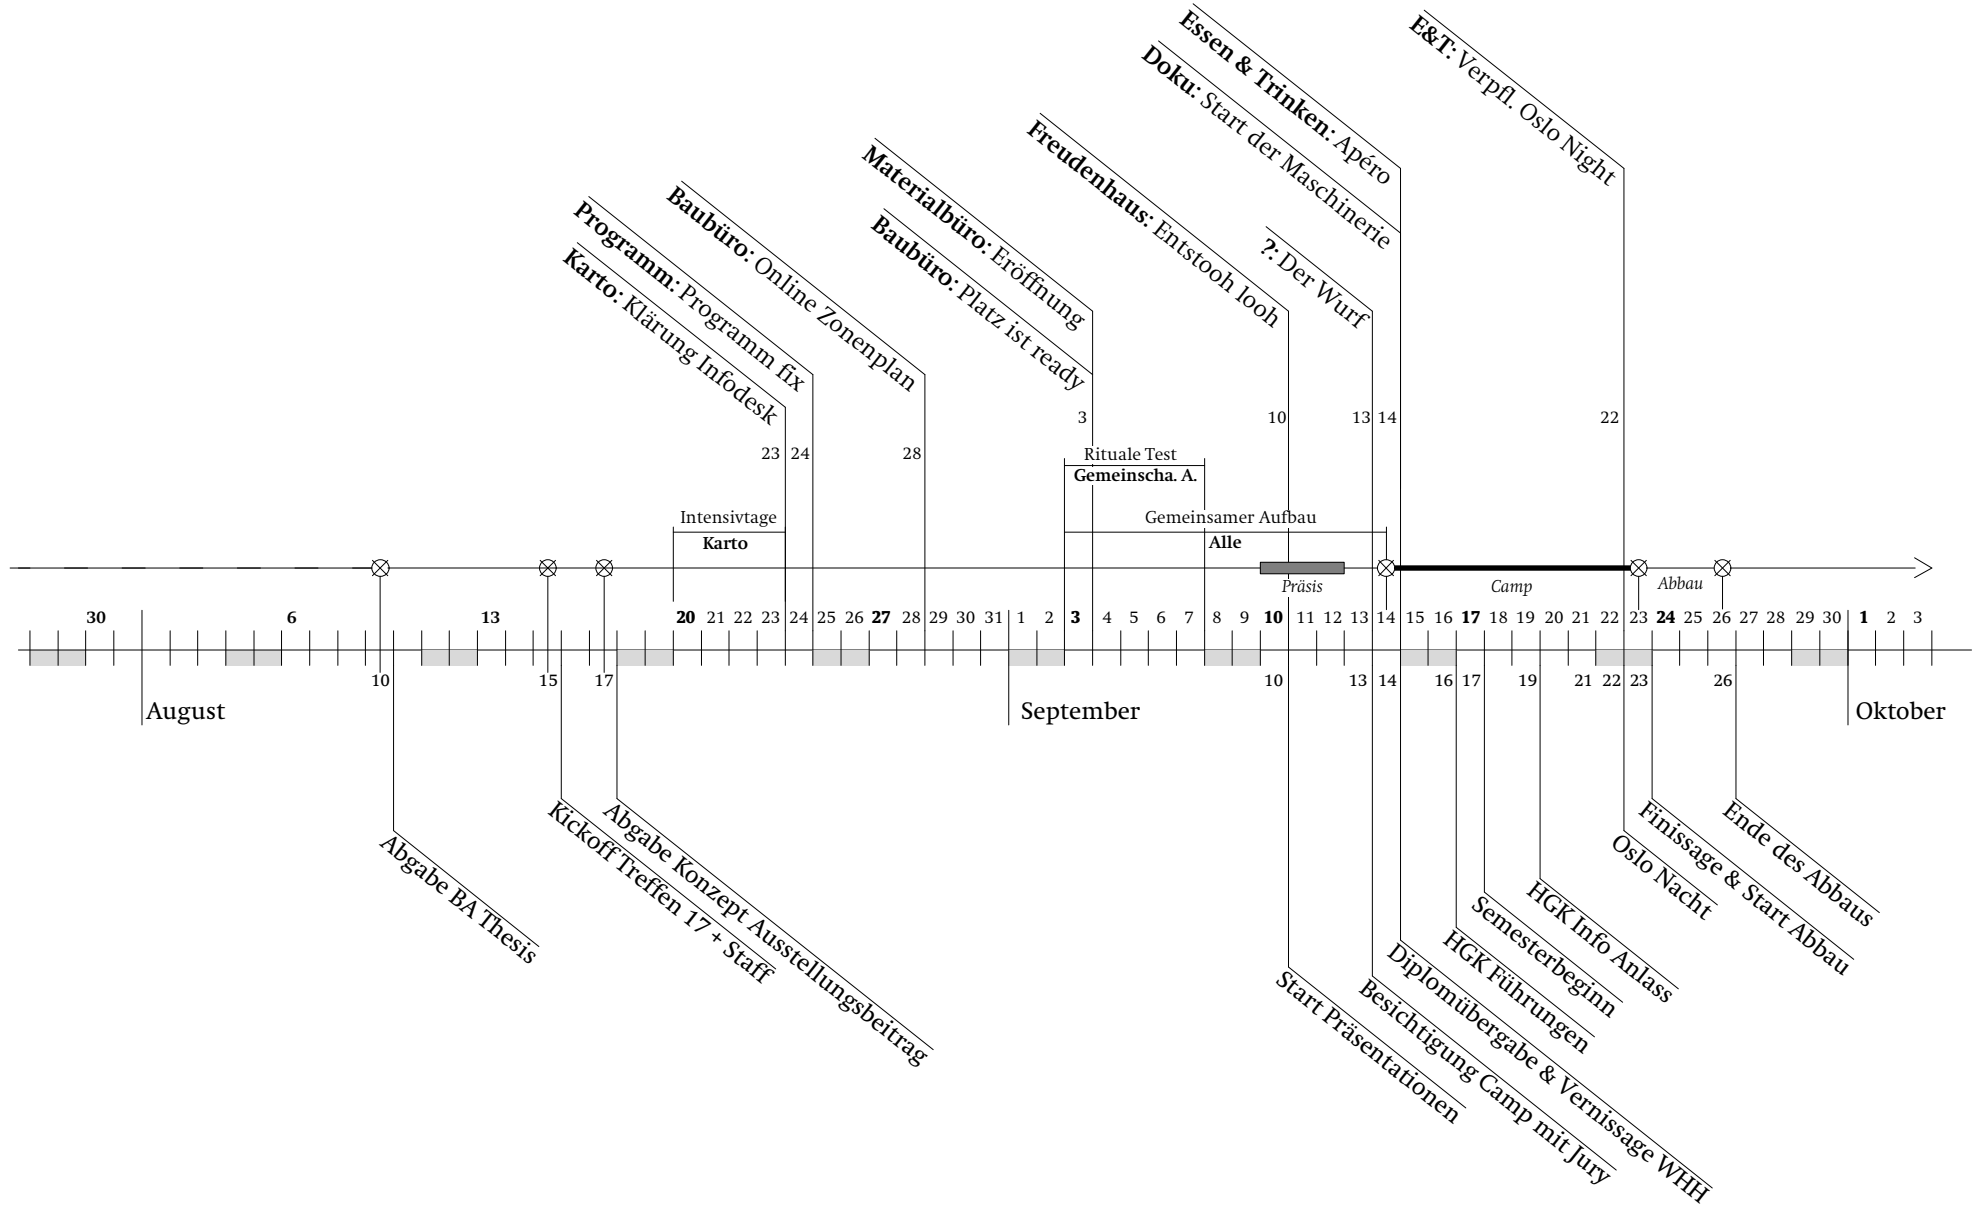 Essen & Trinken: Apéro
Doku: Start der Maschinerie
E&T: Verpfl. Oslo Night
Freudenhaus: Entstooh looh
?: Der Wurf
Materialbüro: Eröffnung
Baubüro: Platz ist ready
Baubüro: Online Zonenplan
Programm: Programm fix
Karto: Klärung Infodesk
3 10 13 14 22
23 24 28
Rituale Test
Gemeinscha. A.
Intensivtage
Karto
Gemeinsamer Aufbau
Alle
Präsis
Camp
Abbau
30 6 13 20 21 22 23 24 25 26 27 28 29 30 31 1 2 3 4 5 6 7 8 9 10 11 12 13 14 15 16 17 18 19 20 21 22 23 24 25 26 27 28 29 30 1 2 3
10 15 17 10 13 14 16 17 19 21 22 23 26
August
September
Oktober
Abgabe BA Thesis
Kickoff Treffen 17 + Staff
Abgabe Konzept Ausstellungsbeitrag
Start Präsentationen
Besichtigung Camp mit Jury
Diplomübergabe & Vernissage WHH
HGK Führungen
Semesterbeginn
HGK Info Anlass
Oslo Nacht
Finissage & Start Abbau
Ende des Abbaus